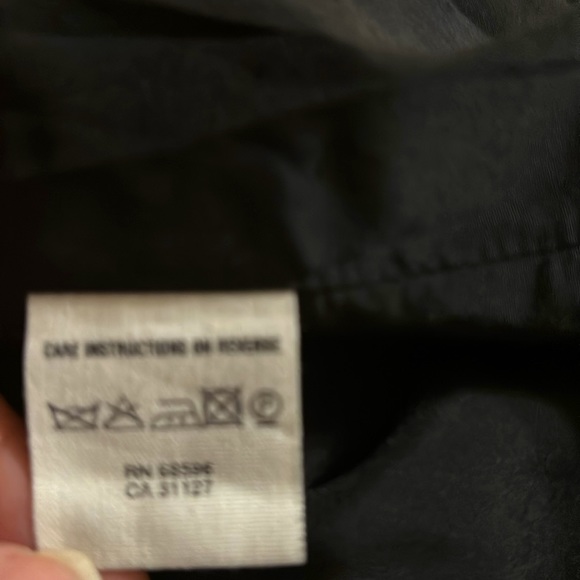 CARE INSTRUCTIONS ON REVERSE
P
RN 68596
CA 31127